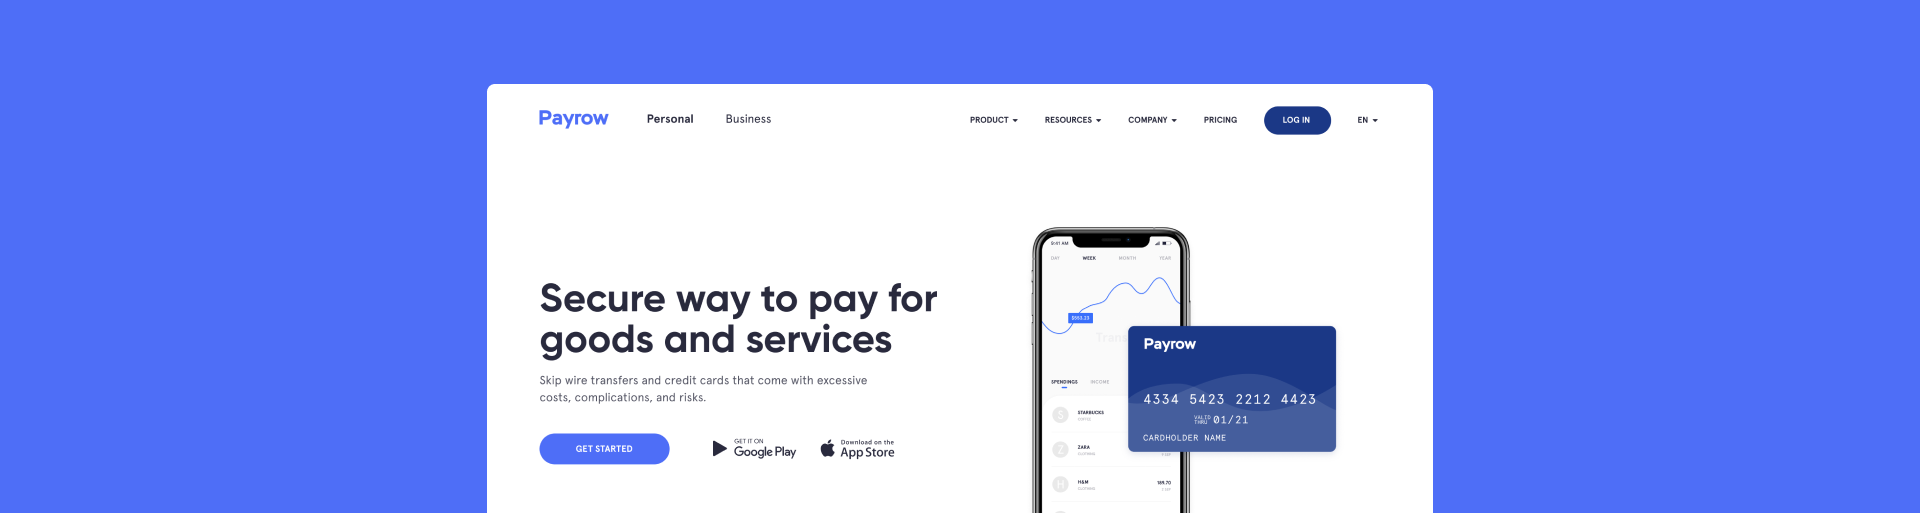 Payrow
Personal
Business
PRODUCT
RESOURCES
COMPANY
PRICING
LOG IN
EN
Secure way to pay for
goods and services
Skip wire transfers and credit cards that come with excessive
costs, complications, and risks.
GET STARTED
GET IT ON
Google Play
Download on the
App Store
9:41 AM
DAY WEEK MONTH YEAR
$553.23
Trans
SPENDINGS INCOME
S
STARBUCKS
Z
ZARA
CLOTHING
H
H&M
189.70
CLOTHING
Payrow
4334 5423 2212 4423
VALID
THRU 01/21
CARDHOLDER NAME